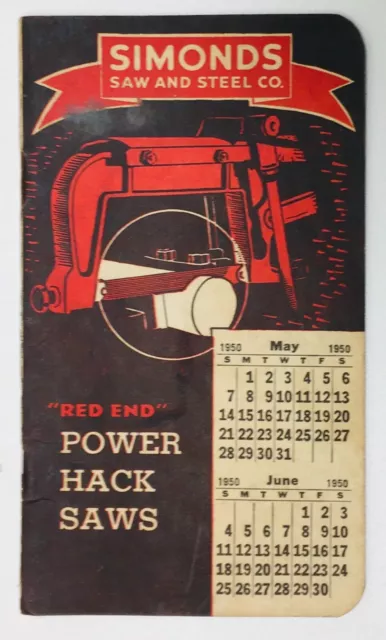 SIMONDS
SAW AND STEEL CO.
"RED END"
POWER
HACK
SAWS
1950 May 1950
S M T W T F S
1 2 3 4 5 6
7 8 9 10 11 12 13
14 15 16 17 18 19 20
21 22 23 24 25 26 27
28 29 30 31
1950 June 1950
S M T W T F S
1 2 3
4 5 6 7 8 9 10
11 12 13 14 15 16 17
18 19 20 21 22 23 24
25 26 27 28 29 30